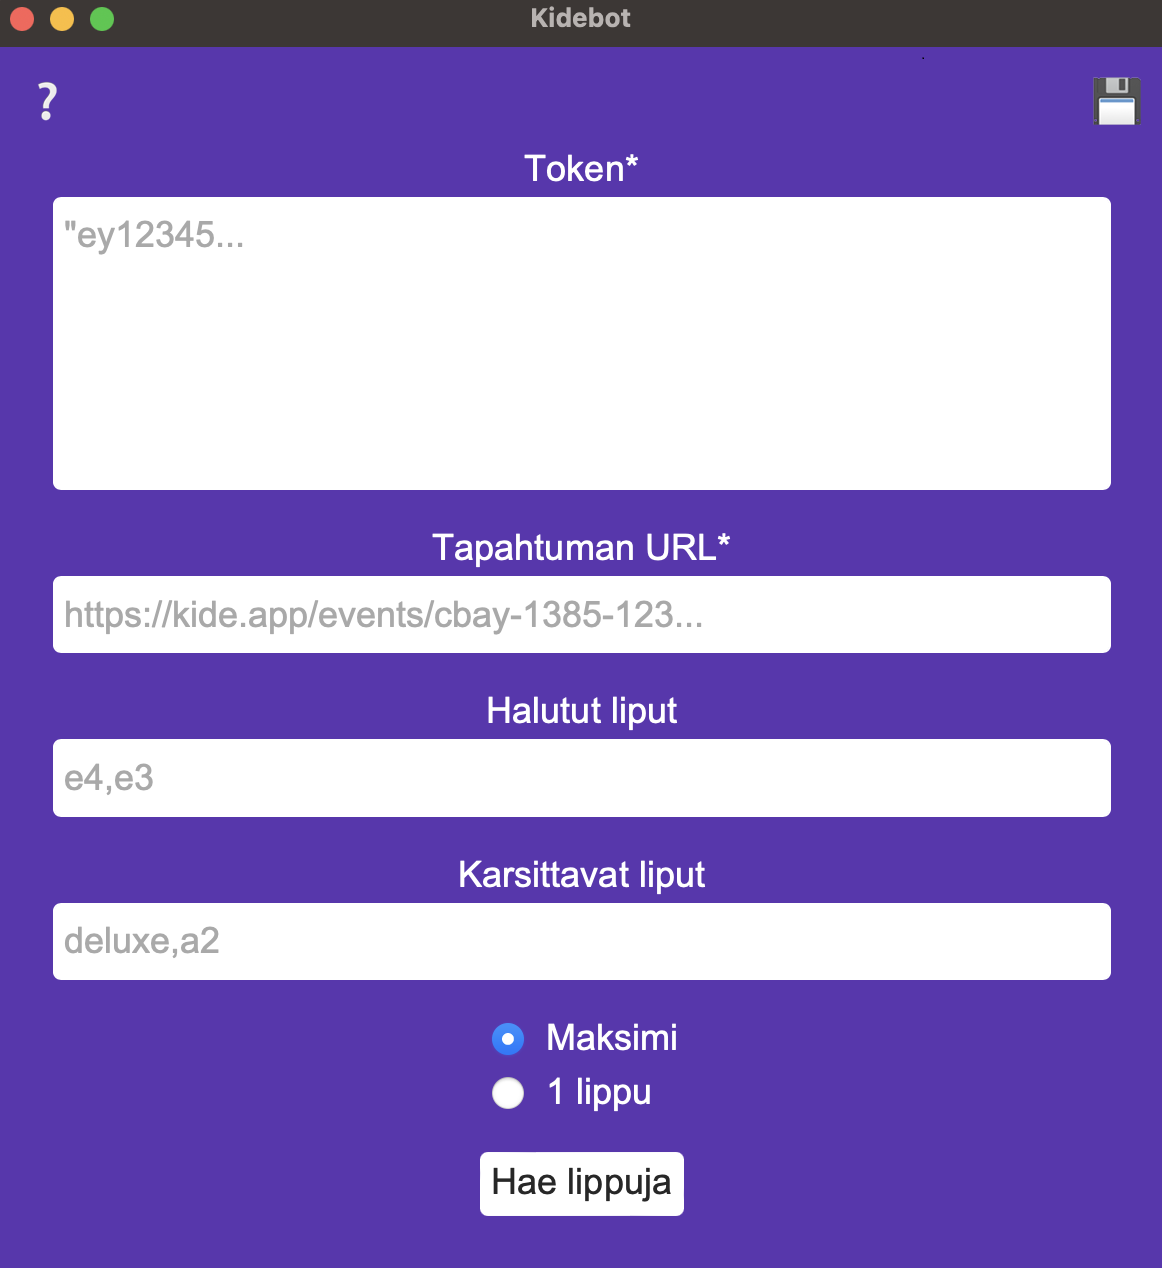 Kidebot
?
Token*
"ey12345...
Tapahtuman URL*
https://kide.app/events/cbay-1385-123...
Halutut liput
e4,e3
Karsittavat liput
deluxe,a2
Maksimi
1 lippu
Hae lippuja